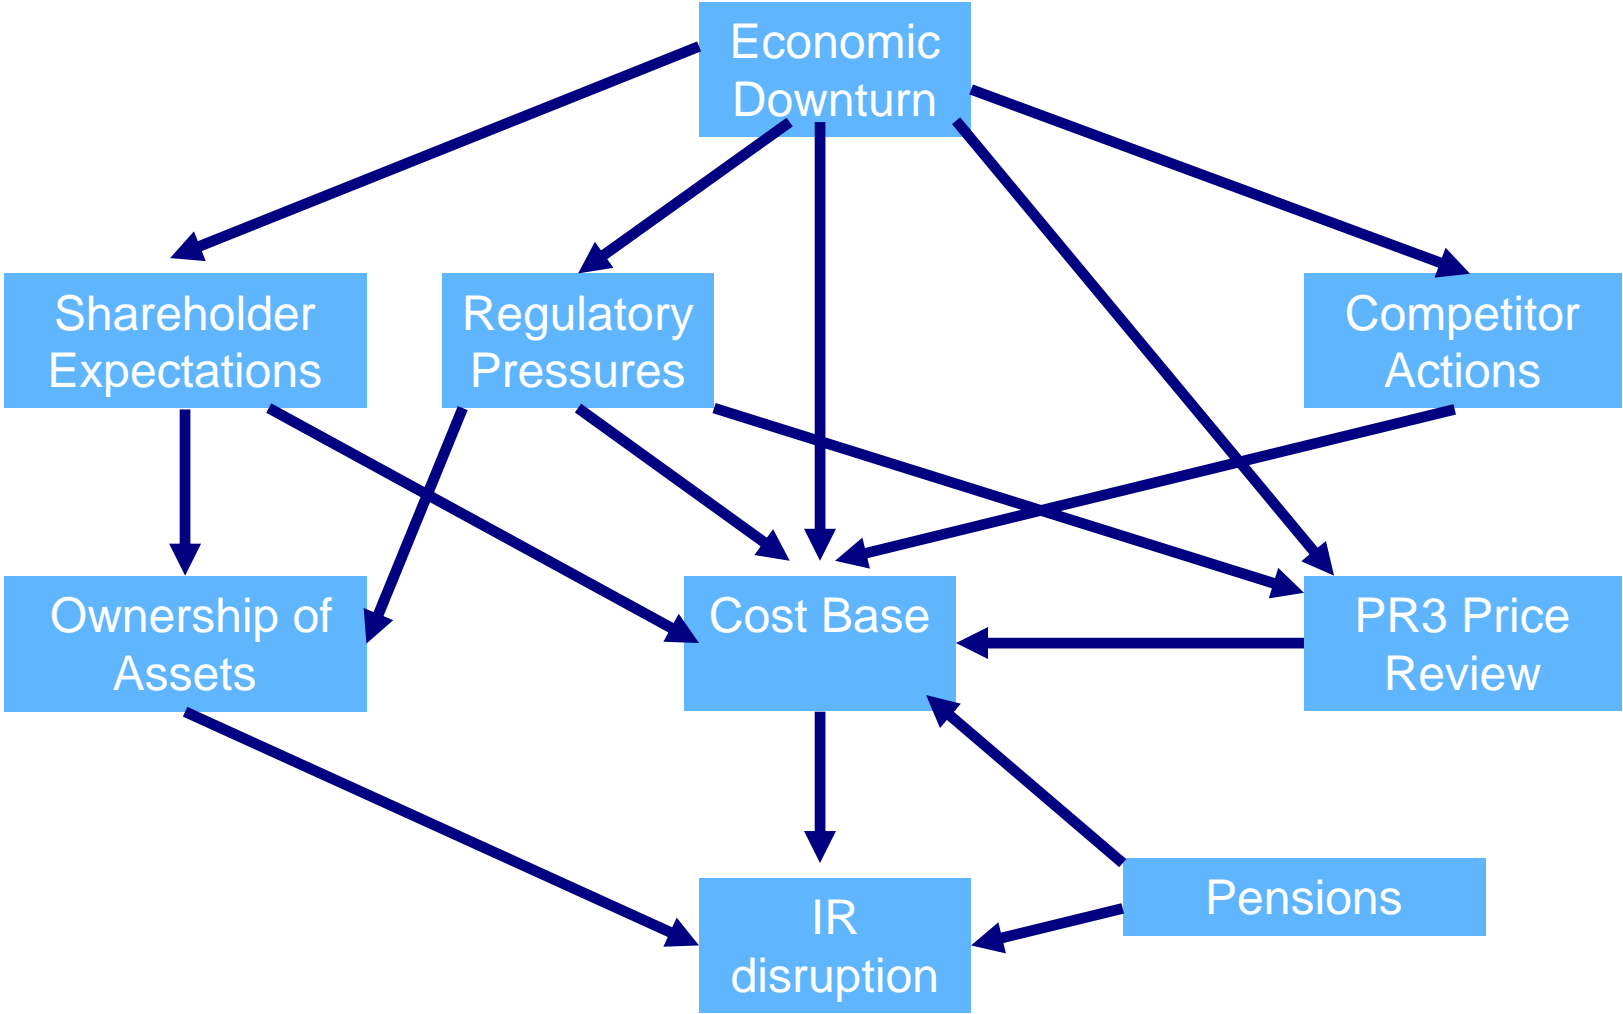 Economic
Downturn
Shareholder
Expectations
Regulatory
Pressures
Competitor
Actions
Ownership of
Assets
Cost Base
PR3 Price
Review
Pensions
IR
disruption